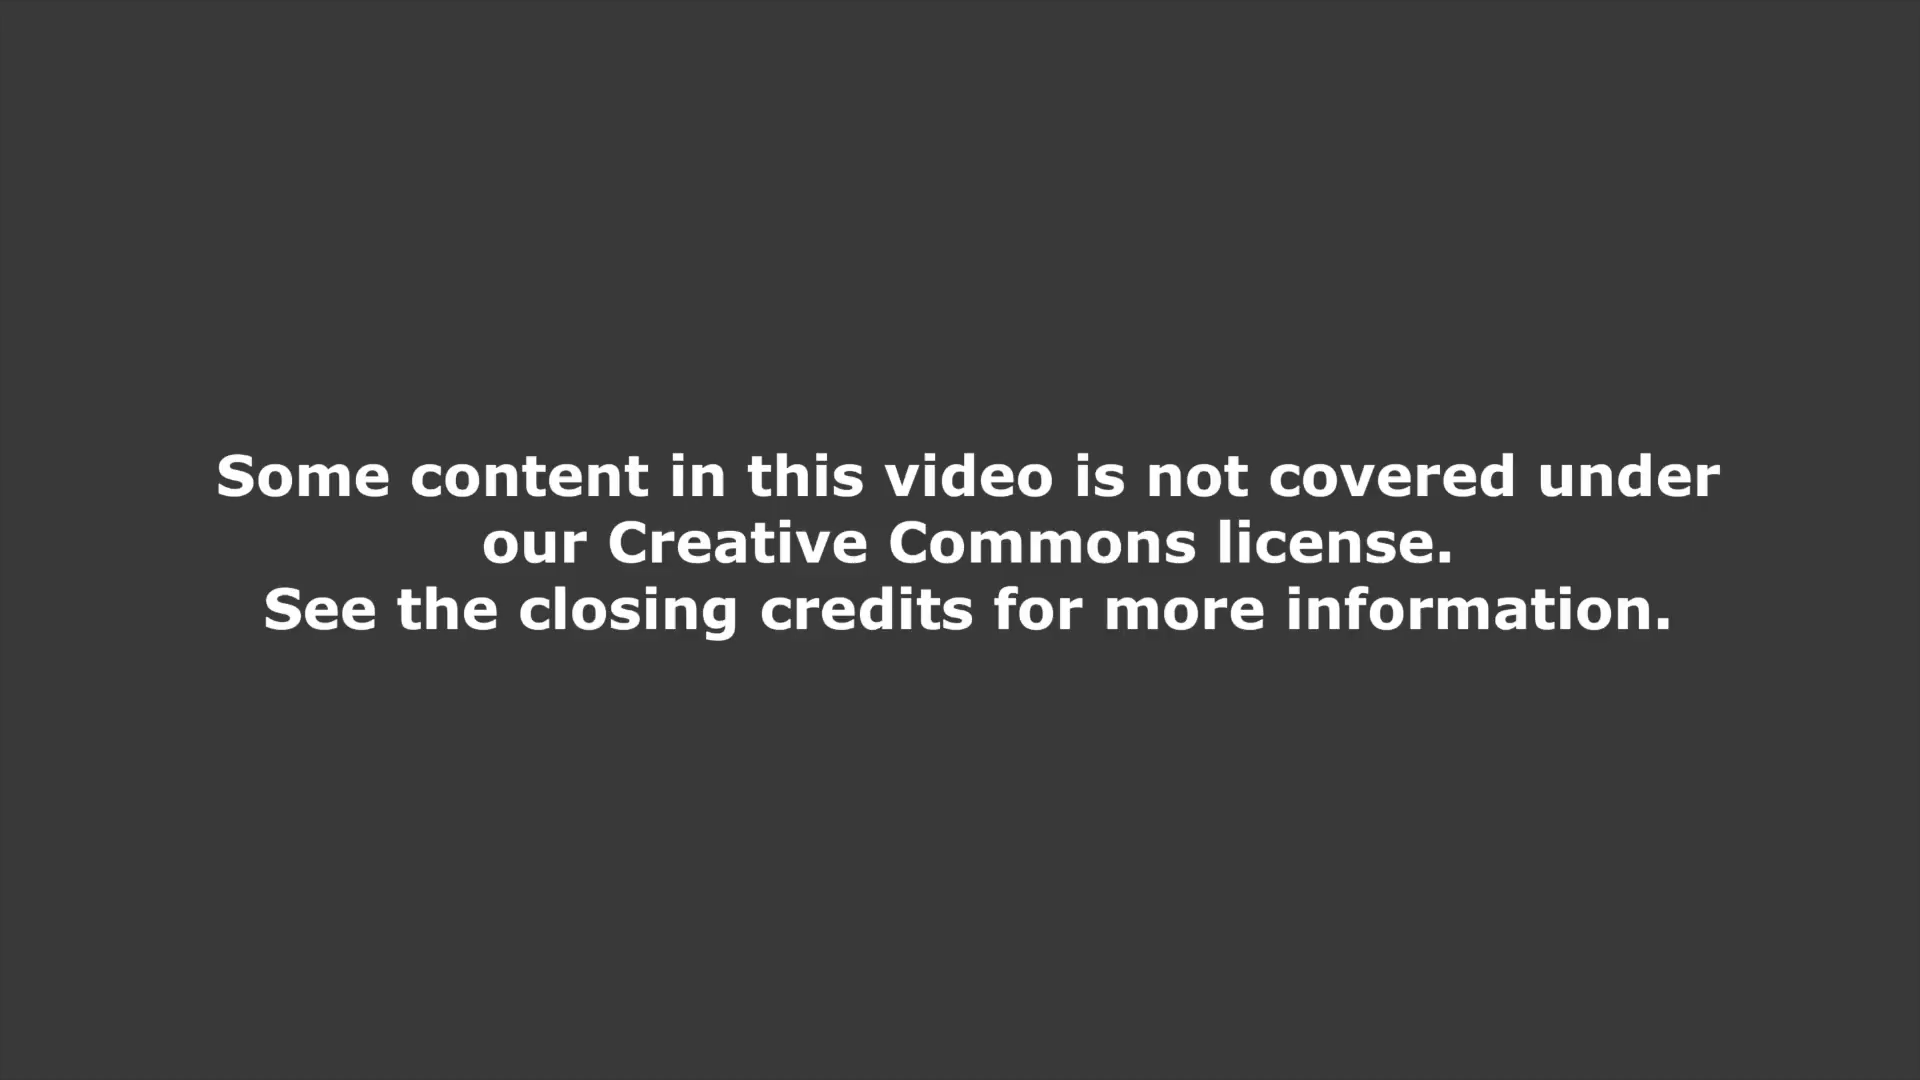 Some content in this video is not covered under
our Creative Commons license.
See the closing credits for more information.